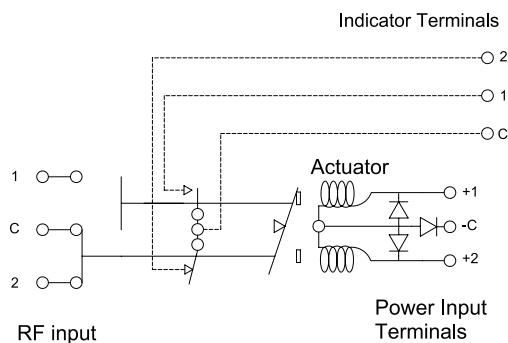 Indicator Terminals
2
1
C
Actuator
1
C
2
+1
-C
+2
RF input
Power Input
Terminals